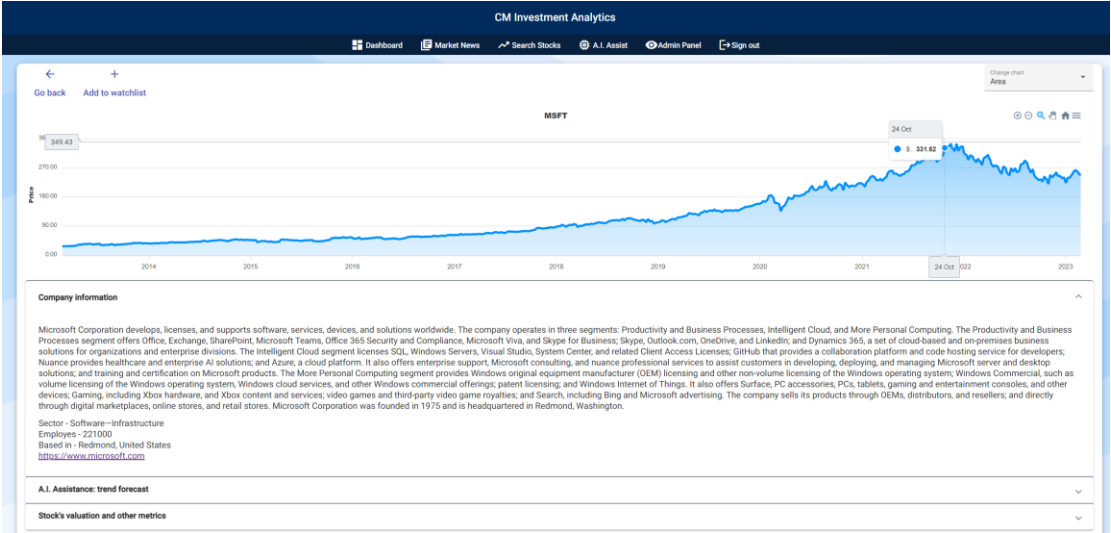 CM Investment Analytics
Dashboard Market News Search Stocks A.I. Assist Admin Panel Sign out
Go back Add to watchlist
Change chart
Area
MSFT
24 Oct
349.43
331.62
270.00
Price
180.00
90.00
0.00
2014 2015 2016 2017 2018 2019 2020 2021 24 Oct 022 2023
Company information
Microsoft Corporation develops, licenses, and supports software, services, devices, and solutions worldwide. The company operates in three segments: Productivity and Business Processes, Intelligent Cloud, and More Personal Computing. The Productivity and Business
Processes segment offers Office, Exchange, SharePoint, Microsoft Teams, Office 365 Security and Compliance, Microsoft Viva, and Skype for Business; Skype, Outlook.com, OneDrive, and LinkedIn; and Dynamics 365, a set of cloud-based and on-premises business
solutions for organizations and enterprise divisions. The Intelligent Cloud segment licenses SQL, Windows Servers, Visual Studio, System Center, and related Client Access Licenses; GitHub that provides a collaboration platform and code hosting service for developers;
Nuance provides healthcare and enterprise AI solutions; and Azure, a cloud platform. It also offers enterprise support, Microsoft consulting, and nuance professional services to assist customers in developing, deploying, and managing Microsoft server and desktop
solutions; and training and certification on Microsoft products. The More Personal Computing segment provides Windows original equipment manufacturer (OEM) licensing and other non-volume licensing of the Windows operating system; Windows Commercial, such as
volume licensing of the Windows operating system, Windows cloud services, and other Windows commercial offerings; patent licensing; and Windows Internet of Things. It also offers Surface, PC accessories, PCs, tablets, gaming and entertainment consoles, and other
devices; Gaming, including Xbox hardware, and Xbox content and services; video games and third-party video game royalties; and Search, including Bing and Microsoft advertising. The company sells its products through OEMs, distributors, and resellers; and directly
through digital marketplaces, online stores, and retail stores. Microsoft Corporation was founded in 1975 and is headquartered in Redmond, Washington.
Sector - Software—Infrastructure
Employes - 221000
Based in - Redmond, United States
https://www.microsoft.com
A.I. Assistance: trend forecast
Stock's valuation and other metrics